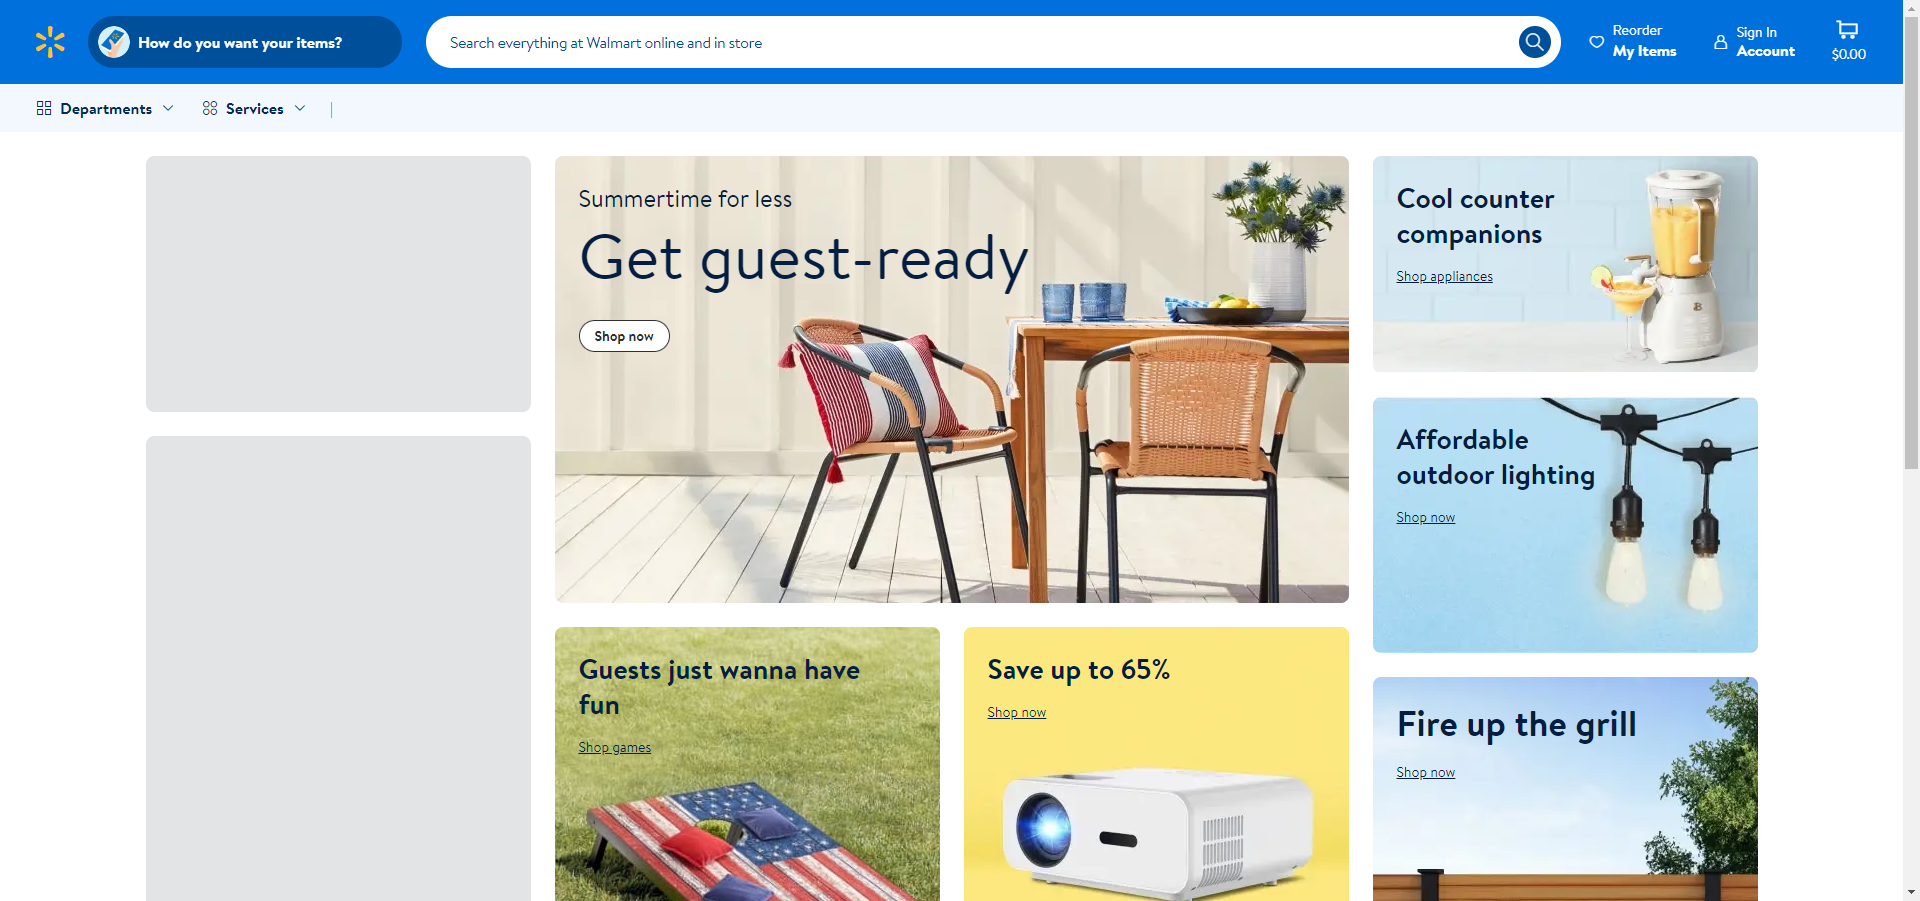 How do you want your items?
Search everything at Walmart online and in store
Reorder
My Items
Sign In
Account
$0.00
Departments
Services
Summertime for less
Get guest-ready
Shop now
Cool counter
companions
Shop appliances
Affordable
outdoor lighting
Shop now
Guests just wanna have
fun
Shop games
Save up to 65%
Shop now
Fire up the grill
Shop now